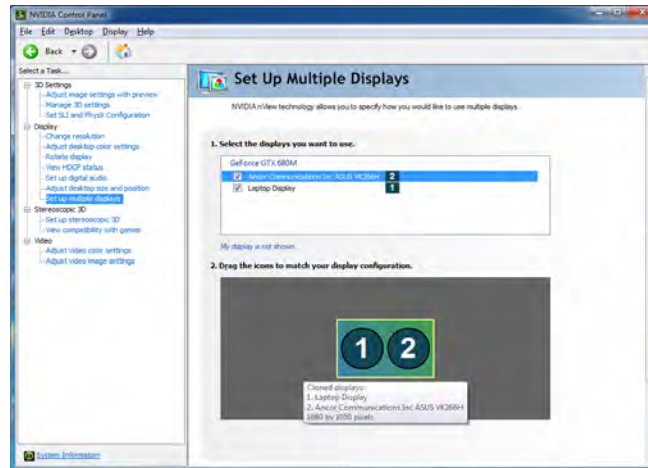 NVIDIA Control Panel
File Edit Desktop Display Help
Back
Select a Task...
3D Settings
Adjust image settings with preview
Manage 3D settings
Set SLI and PhysX Configuration
Display
Change resolution
Adjust desktop color settings
Rotate display
View HDCP status
Set up digital audio
Adjust desktop size and position
Set up multiple displays
Stereoscopic 3D
Set up stereoscopic 3D
View compatibility with games
Video
Adjust video color settings
Adjust video image settings
System Information
Set Up Multiple Displays
NVIDIA nView technology allows you to specify how you would like to use multiple displays.
1. Select the displays you want to use.
GeForce GTX 680M
Ancor Communications Inc ASUS VK266H 2
Laptop Display 1
My display is not shown
2. Drag the icons to match your display configuration.
1 2
Cloned displays:
1. Laptop Display
2. Ancor Communications Inc ASUS VK266H
1680 by 1050 pixels